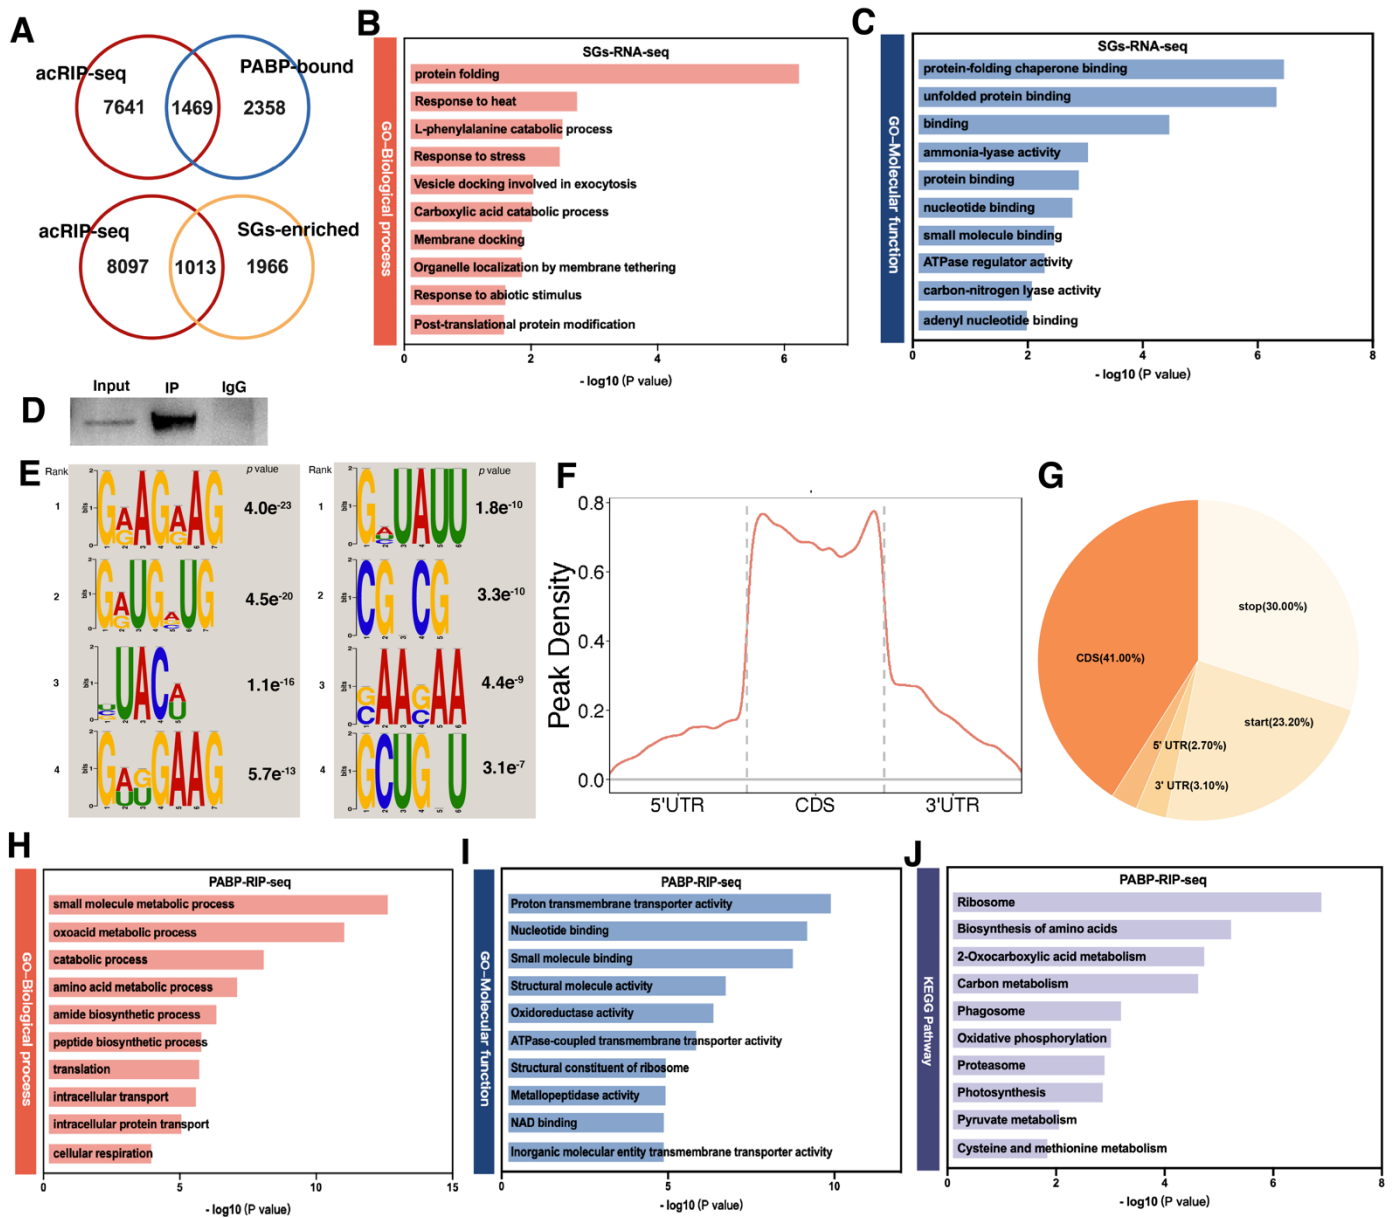 A
acRIP-seq
PABP-bound
7641
1469
2358
acRIP-seq
SGs-enriched
8097
1013
1966
B
GO–Biological process
SGs-RNA-seq
protein folding
Response to heat
L-phenylalanine catabolic process
Response to stress
Vesicle docking involved in exocytosis
Carboxylic acid catabolic process
Membrane docking
Organelle localization by membrane tethering
Response to abiotic stimulus
Post-translational protein modification
0 2 4 6
- log10 (P value)
C
GO–Molecular function
SGs-RNA-seq
protein-folding chaperone binding
unfolded protein binding
binding
ammonia-lyase activity
protein binding
nucleotide binding
small molecule binding
ATPase regulator activity
carbon-nitrogen lyase activity
adenyl nucleotide binding
0 2 4 6 8
- log10 (P value)
D
Input IP IgG
E
Rank
p value
1
4.0e-23
2
4.5e-20
3
1.1e-16
4
5.7e-13
Rank
p value
1
1.8e-10
2
3.3e-10
3
4.4e-9
4
3.1e-7
F
Peak Density
0.8
0.6
0.4
0.2
0.0
5'UTR CDS 3'UTR
G
stop(30.00%)
CDS(41.00%)
start(23.20%)
5' UTR(2.70%)
3' UTR(3.10%)
H
GO–Biological process
PABP-RIP-seq
small molecule metabolic process
oxoacid metabolic process
catabolic process
amino acid metabolic process
amide biosynthetic process
peptide biosynthetic process
translation
intracellular transport
intracellular protein transport
cellular respiration
0 5 10 15
- log10 (P value)
I
GO–Molecular function
PABP-RIP-seq
Proton transmembrane transporter activity
Nucleotide binding
Small molecule binding
Structural molecule activity
Oxidoreductase activity
ATPase-coupled transmembrane transporter activity
Structural constituent of ribosome
Metallopeptidase activity
NAD binding
Inorganic molecular entity transmembrane transporter activity
0 5 10
- log10 (P value)
J
KEGG Pathway
PABP-RIP-seq
Ribosome
Biosynthesis of amino acids
2-Oxocarboxylic acid metabolism
Carbon metabolism
Phagosome
Oxidative phosphorylation
Proteasome
Photosynthesis
Pyruvate metabolism
Cysteine and methionine metabolism
0 2 4 6 8
- log10 (P value)